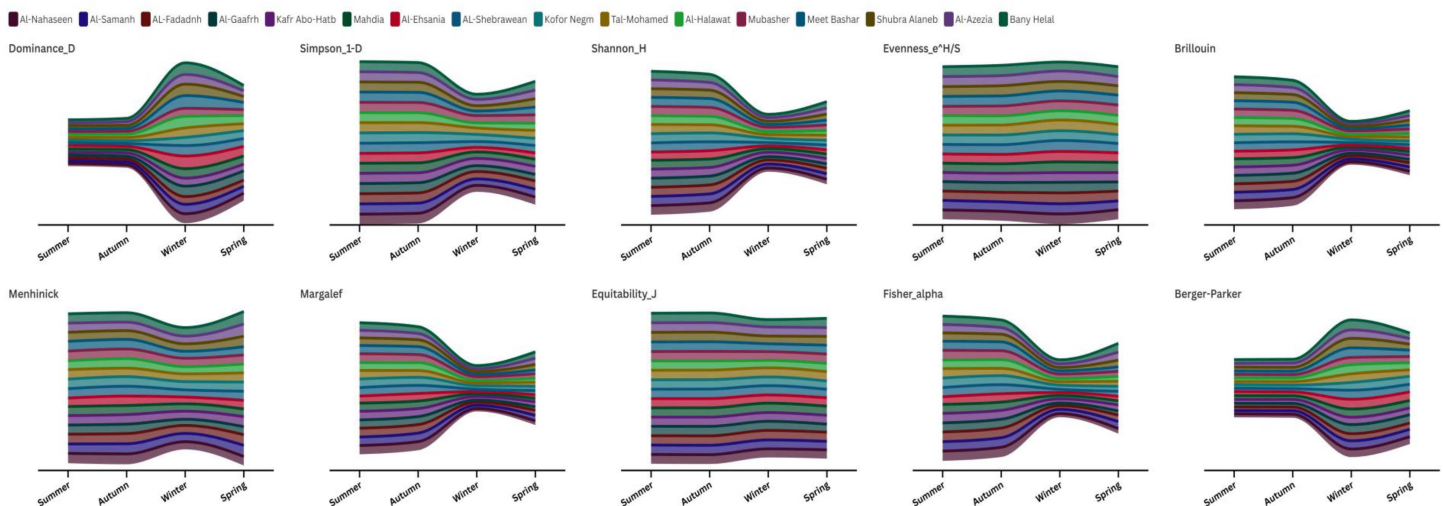 Al-Nahaseen Al-Samanh AL-Fadadnh Al-Gaafrh Kafr Abo-Hatb Mahdia Al-Ehsania AL-Shebrawean Kofor Negm Tal-Mohamed Al-Halawat Mubasher Meet Bashar Shubra Alaneb Al-Azezia Bany Helal
Dominance_D Simpson_1-D Shannon_H Evenness_e^H/S Brillouin
Summer Autumn Winter Spring Summer Autumn Winter Spring Summer Autumn Winter Spring Summer Autumn Winter Spring Summer Autumn Winter Spring
Menhinick Margalef Equitability_J Fisher_alpha Berger-Parker
Summer Autumn Winter Spring Summer Autumn Winter Spring Summer Autumn Winter Spring Summer Autumn Winter Spring Summer Autumn Winter Spring